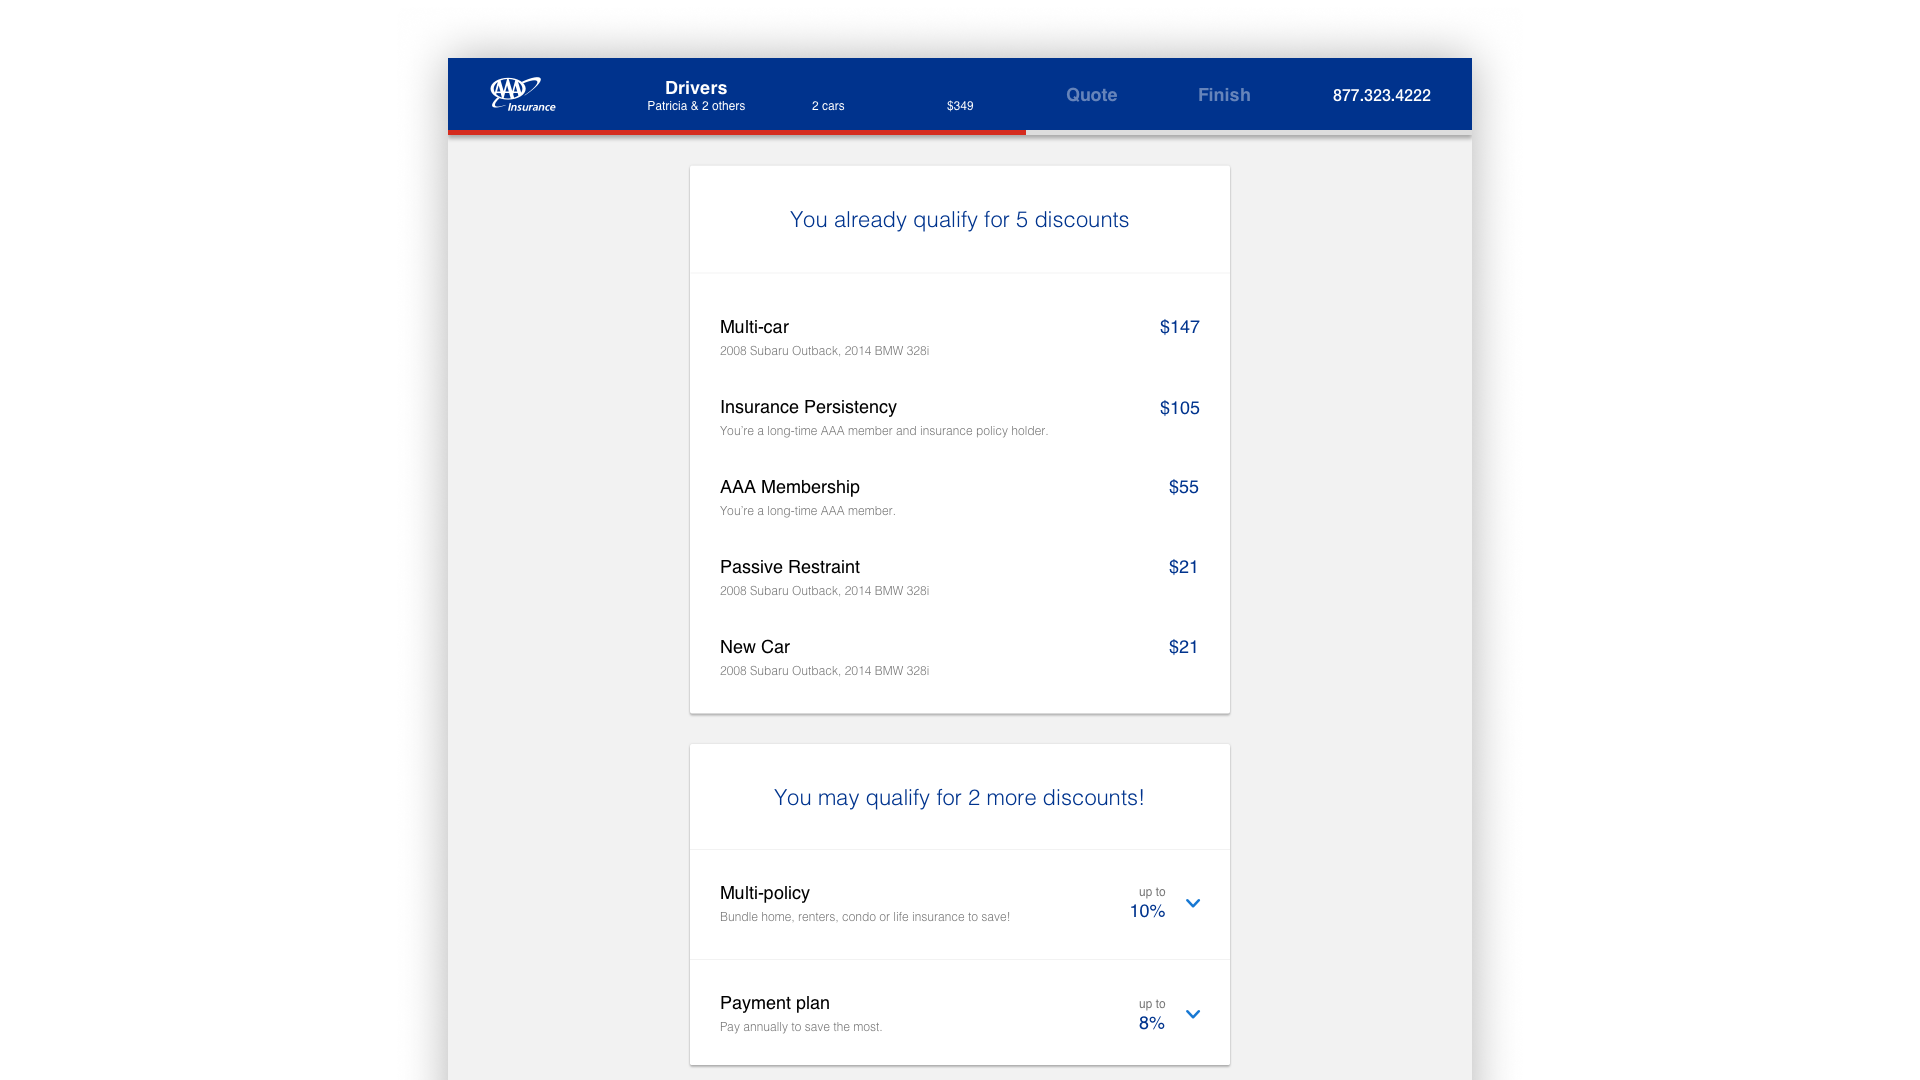 AAA
Insurance
Drivers
Patricia & 2 others
2 cars
$349
Quote
Finish
877.323.4222
You already qualify for 5 discounts
Multi-car
$147
2008 Subaru Outback, 2014 BMW 328i
Insurance Persistency
$105
You're a long-time AAA member and insurance policy holder.
AAA Membership
$55
You're a long-time AAA member.
Passive Restraint
$21
2008 Subaru Outback, 2014 BMW 328i
New Car
$21
2008 Subaru Outback, 2014 BMW 328i
You may qualify for 2 more discounts!
Multi-policy
up to
10%
Bundle home, renters, condo or life insurance to save!
Payment plan
up to
8%
Pay annually to save the most.